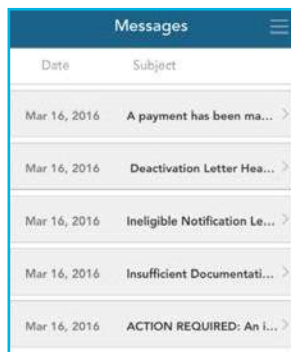 Messages
Date Subject
Mar 16, 2016 A payment has been ma...
Mar 16, 2016 Deactivation Letter Hea...
Mar 16, 2016 Ineligible Notification Le...
Mar 16, 2016 Insufficient Documentati...
Mar 16, 2016 ACTION REQUIRED: An i...